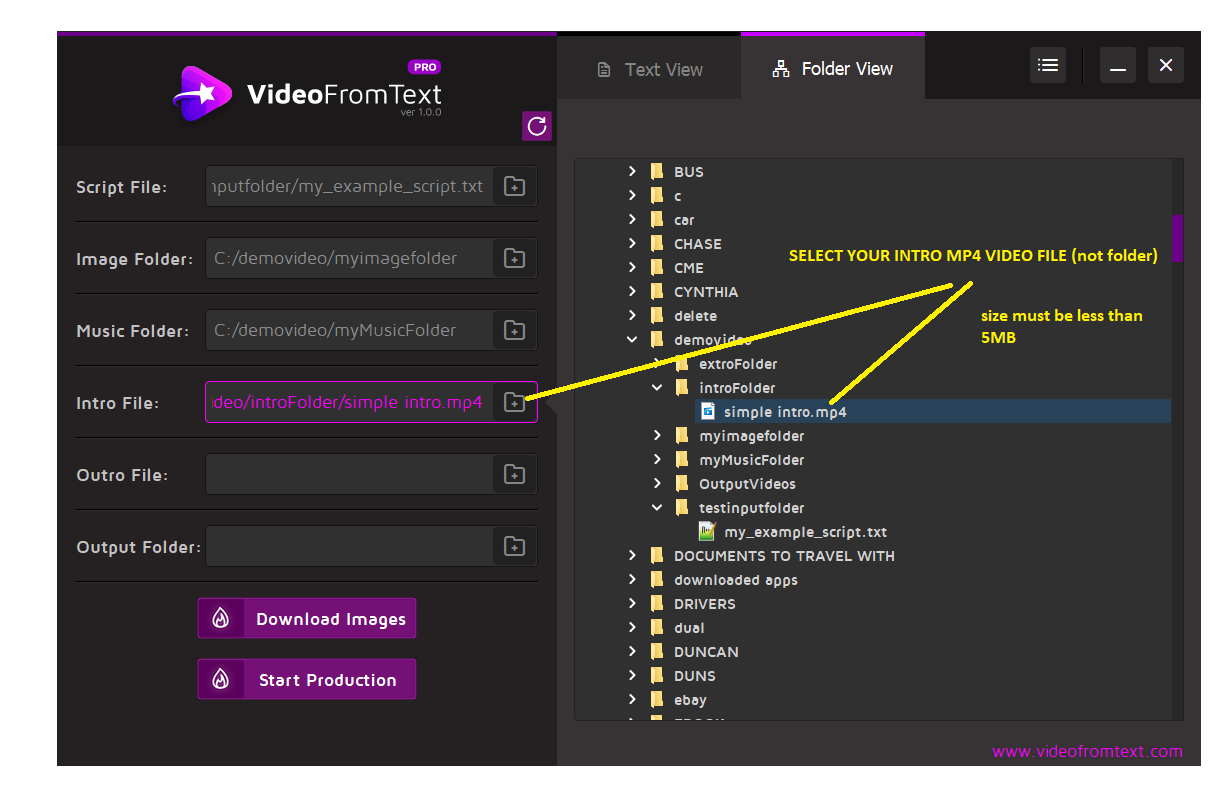 PRO
VideoFromText
ver 1.0.0
Text View
Folder View
Script File:
nputfolder/my_example_script.txt
Image Folder:
C:/demovideo/myimagefolder
Music Folder:
C:/demovideo/myMusicFolder
Intro File:
ideo/introFolder/simple intro.mp4
Outro File:
Output Folder:
Download Images
Start Production
BUS
c
car
CHASE
CME
CYNTHIA
delete
demovideo
extroFolder
introFolder
simple intro.mp4
myimagefolder
myMusicFolder
OutputVideos
testinputfolder
my_example_script.txt
DOCUMENTS TO TRAVEL WITH
downloaded apps
DRIVERS
dual
DUNCAN
DUNS
ebay
SELECT YOUR INTRO MP4 VIDEO FILE (not folder)
size must be less than
5MB
www.videofromtext.com